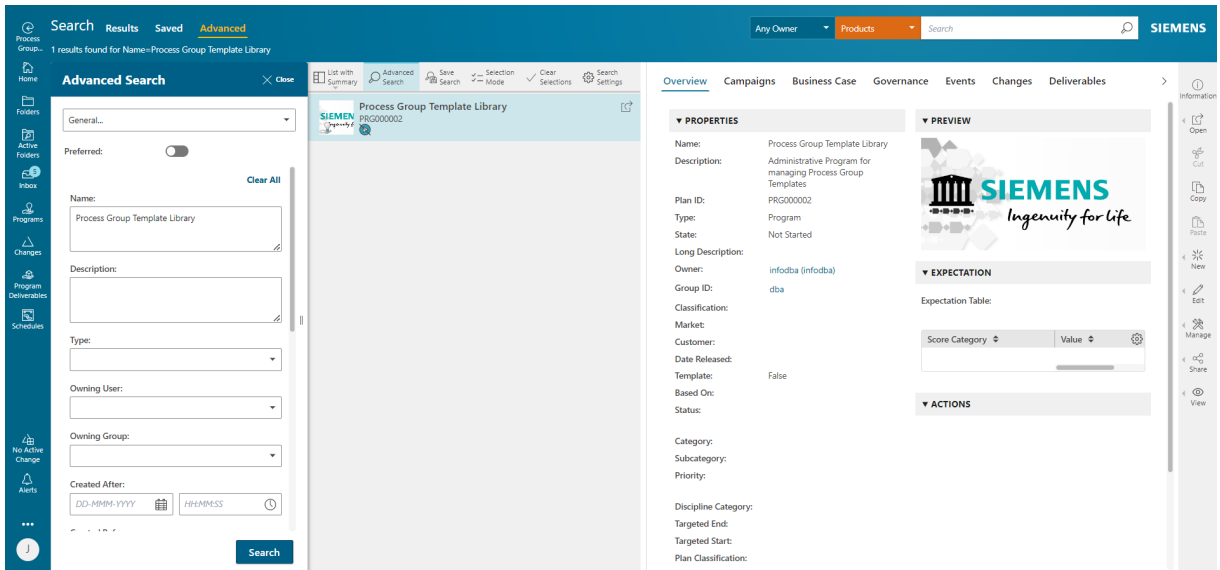 Process
Group...
Search Results Saved Advanced
1 results found for Name=Process Group Template Library
Any Owner
Products
Search
SIEMENS
Home
Folders
Active
Folders
Inbox
Programs
Changes
Program
Deliverables
Schedules
No Active
Change
Alerts
J
Advanced Search
Close
General...
Preferred:
Clear All
Name:
Process Group Template Library
Description:
Type:
Owning User:
Owning Group:
Created After:
DD-MMM-YYYY HH:MM:SS
Search
List with
Summary
Advanced
Search
Save
Search
Selection
Mode
Clear
Selections
Search
Settings
Process Group Template Library
PRG000002
Overview Campaigns Business Case Governance Events Changes Deliverables
PROPERTIES
Name: Process Group Template Library
Description: Administrative Program for
managing Process Group
Templates
Plan ID: PRG000002
Type: Program
State: Not Started
Long Description:
Owner: infodba (infodba)
Group ID: dba
Classification:
Market:
Customer:
Date Released:
Template: False
Based On:
Status:
Category:
Subcategory:
Priority:
Discipline Category:
Targeted End:
Targeted Start:
Plan Classification:
PREVIEW
SIEMENS
Ingenuity for life
EXPECTATION
Expectation Table:
Score Category Value
ACTIONS
Information
Open
Cut
Copy
Paste
New
Edit
Manage
Share
View